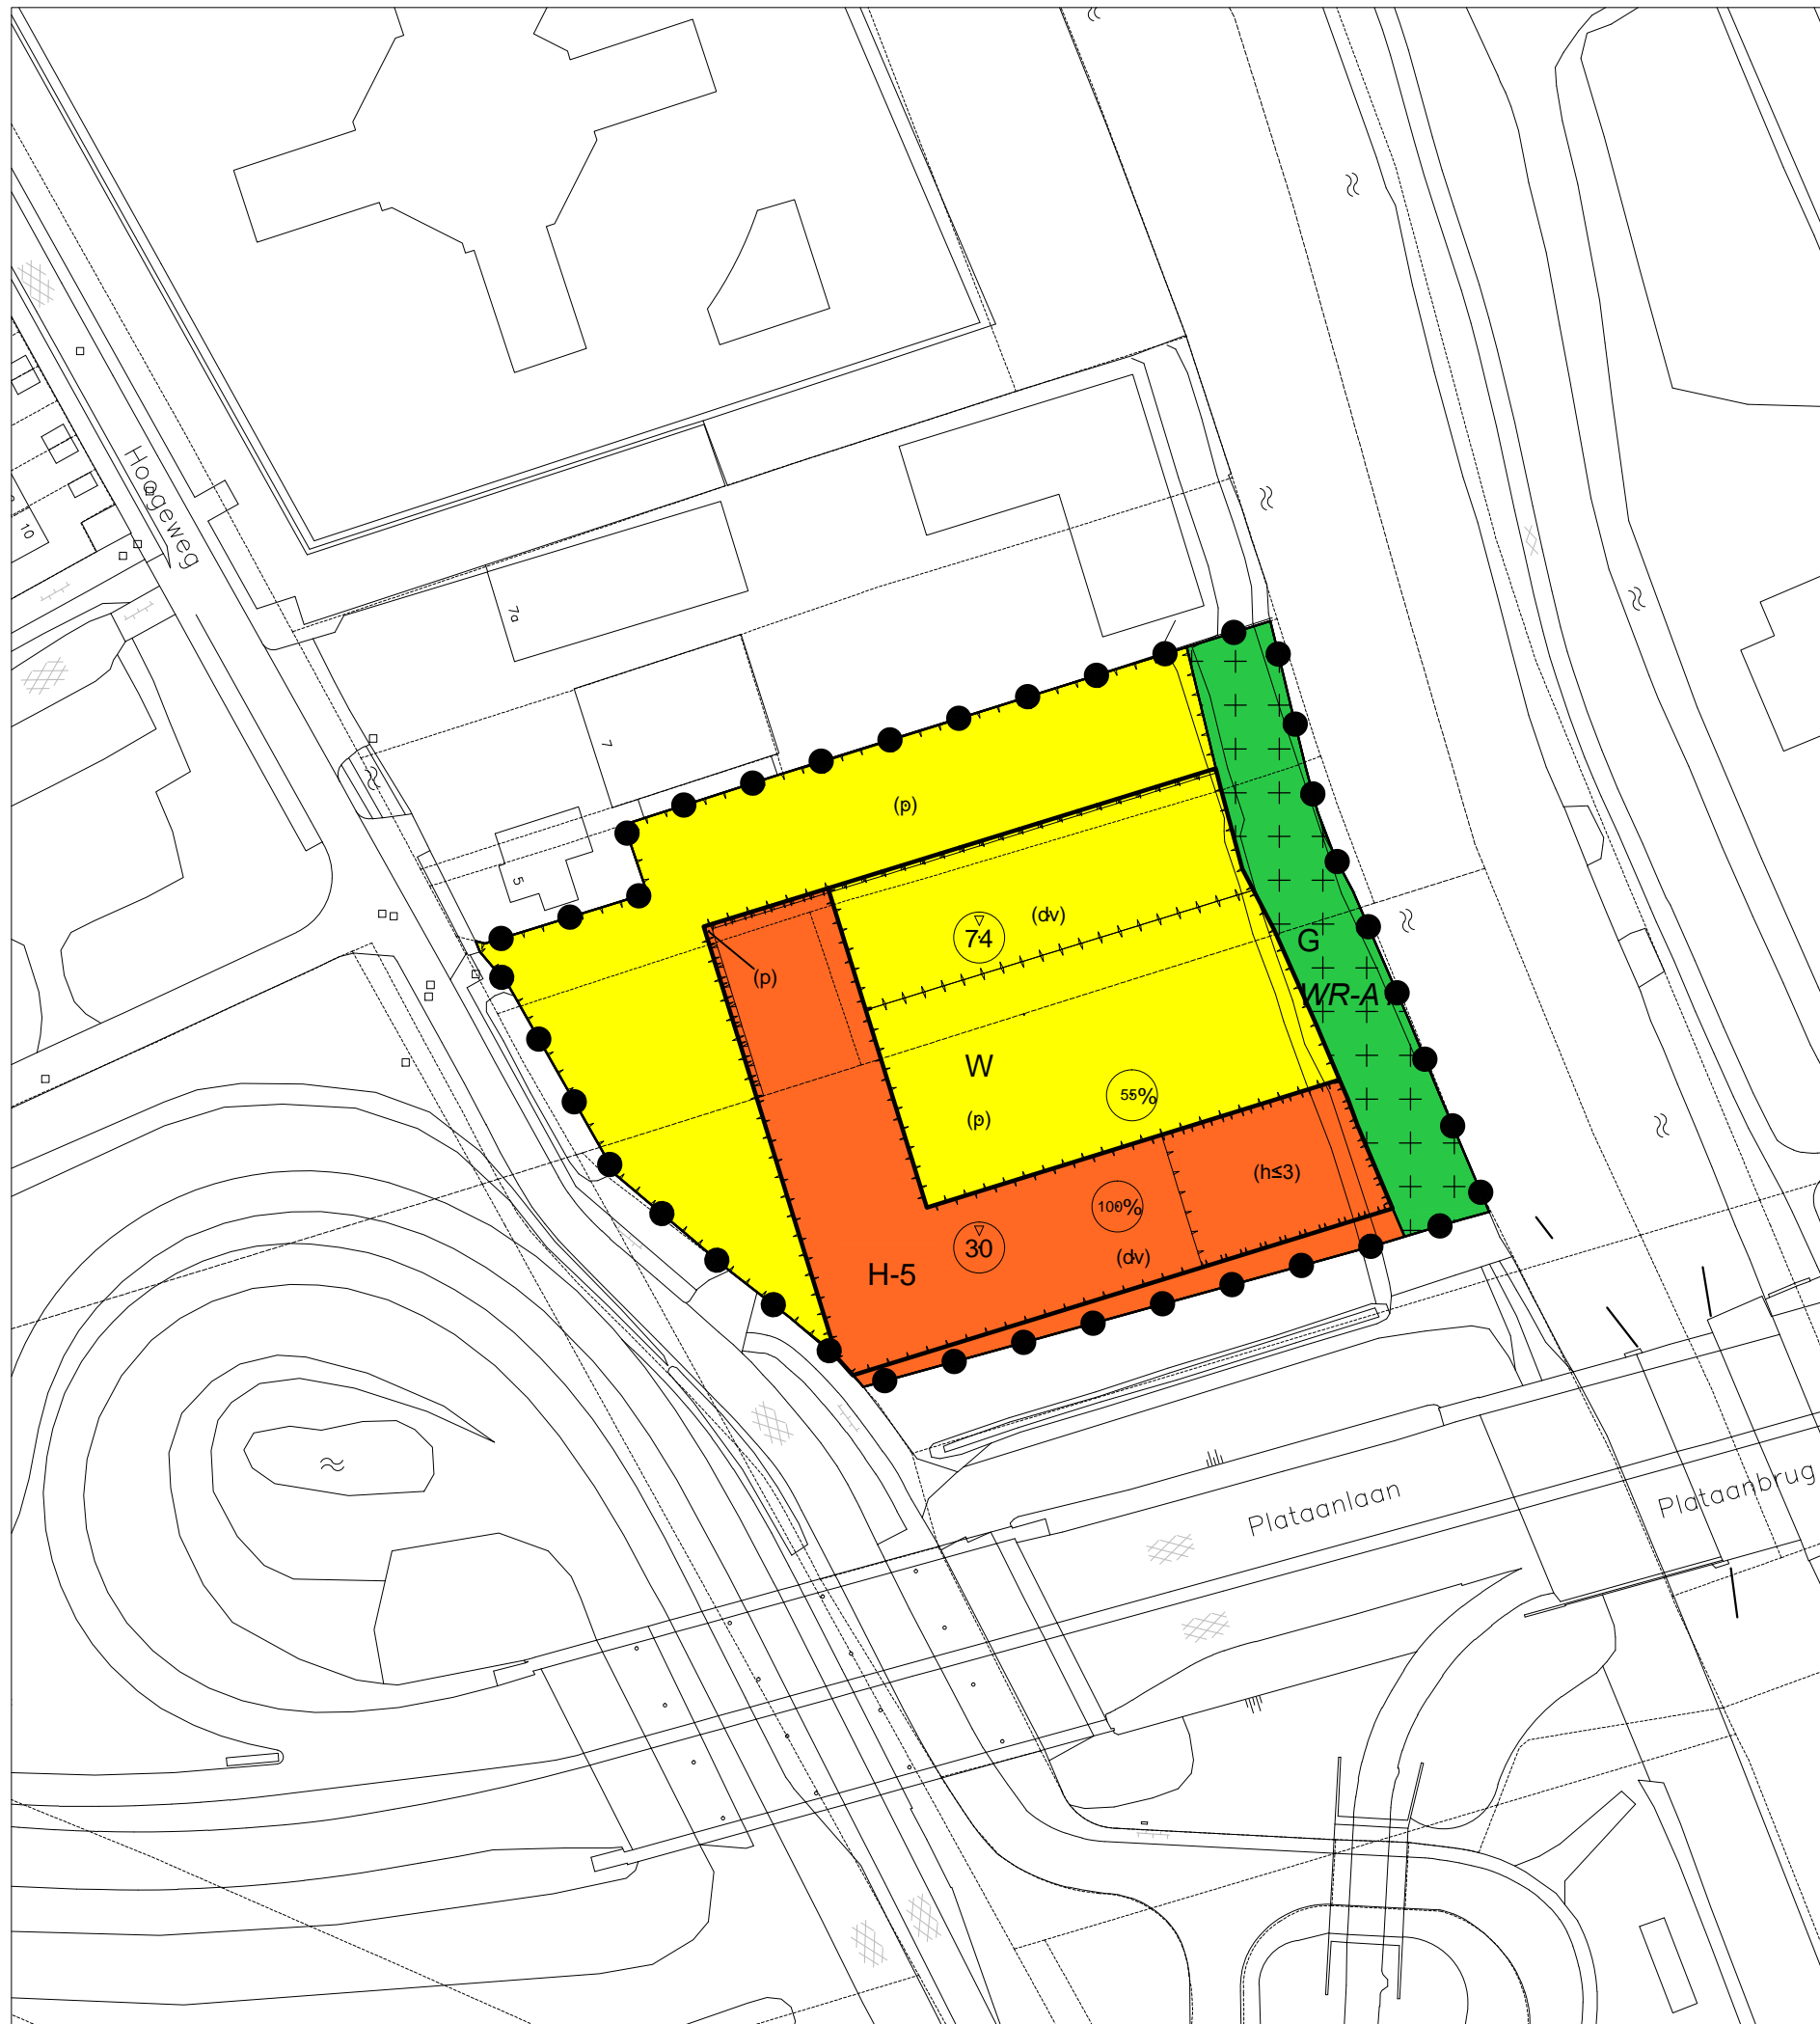 Hoogeweg
10
7a
7
5
(p)
(dv)
74
(p)
G
WR-A
W
55%
(p)
(h≤3)
100%
30
(dv)
H-5
Plataanlaan
Plataanbrug